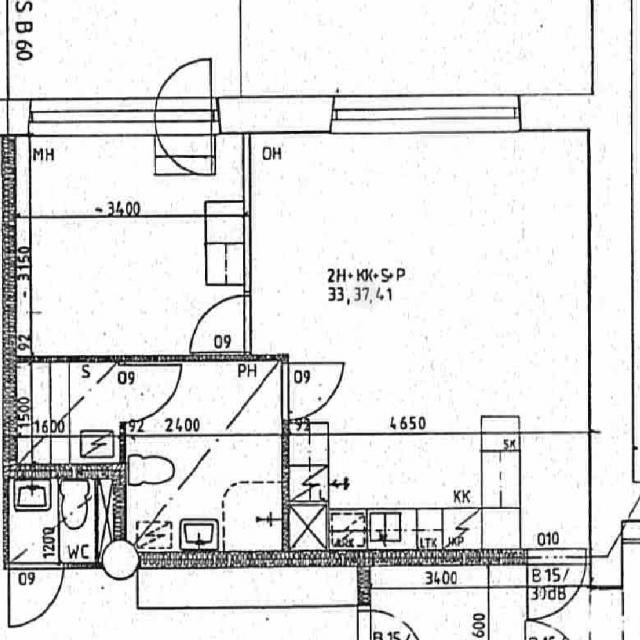 S B 60
MH
OH
~ 3400
~ 3150
2H+KK+S+P
33, 37, 41
09
92
S
09
PH
09
1500
1600
92
2400
92
4650
SK
KK
L
LTK
JKP
010
1200
WC
09
3400
B 15/
30dB
600
B 15/